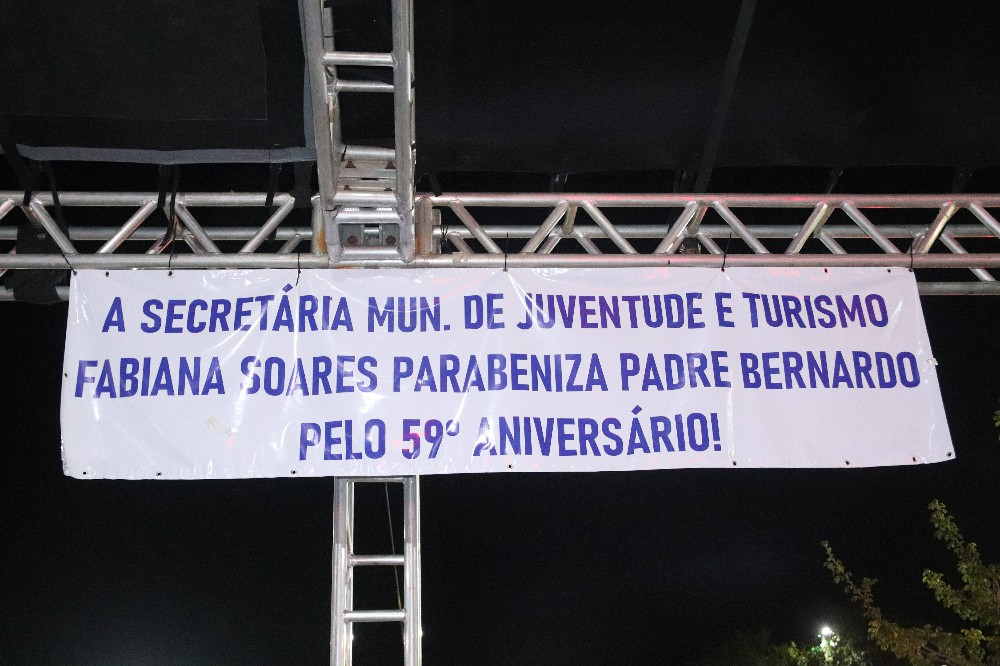 A SECRETÁRIA MUN. DE JUVENTUDE E TURISMO
FABIANA SOARES PARABENIZA PADRE BERNARDO
PELO 59º ANIVERSÁRIO!